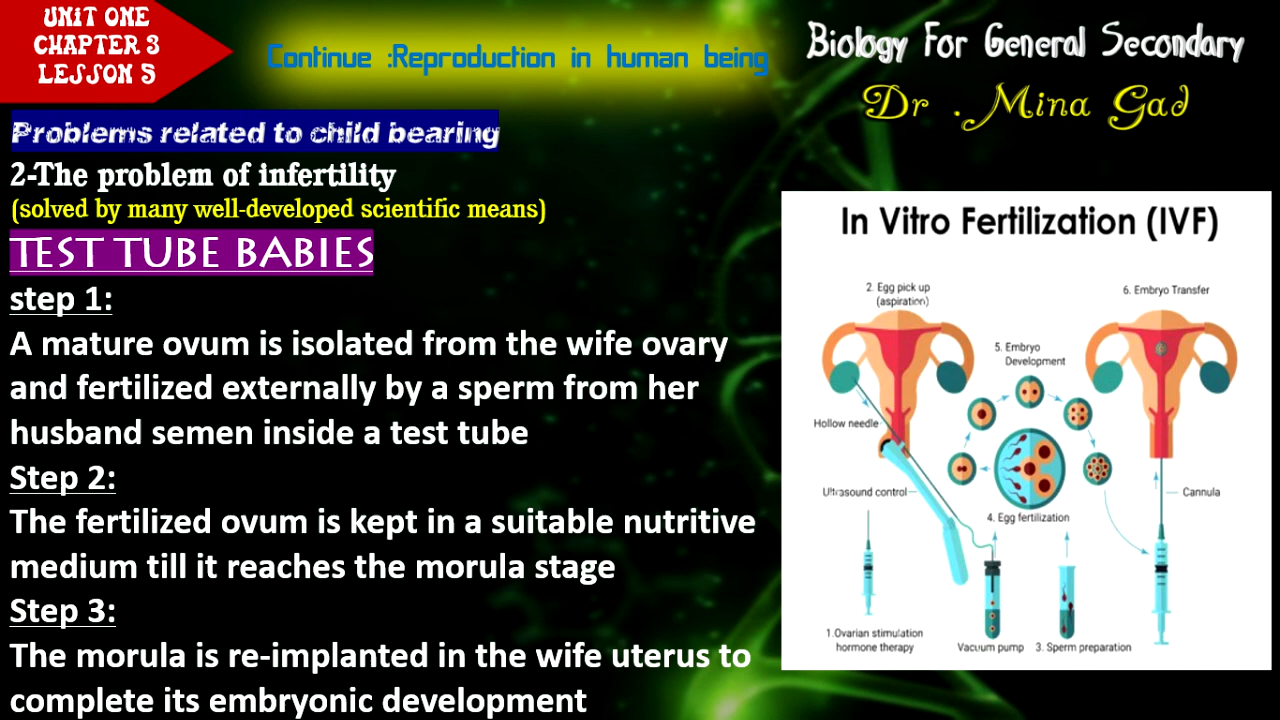 UNIT ONE
CHAPTER 3
LESSON 5
Continue :Reproduction in human being
Biology For General Secondary
Dr .Mina Gad
Problems related to child bearing
2-The problem of infertility
(solved by many well-developed scientific means)
TEST TUBE BABIES
step 1:
A mature ovum is isolated from the wife ovary
and fertilized externally by a sperm from her
husband semen inside a test tube
Step 2:
The fertilized ovum is kept in a suitable nutritive
medium till it reaches the morula stage
Step 3:
The morula is re-implanted in the wife uterus to
complete its embryonic development
In Vitro Fertilization (IVF)
2. Egg pick up
(aspiration)
6. Embryo Transfer
5. Embryo
Development
Hollow needle
Ultrasound control
Cannula
4. Egg fertilization
1.Ovarian stimulation
hormone therapy
Vacuum pump
3. Sperm preparation